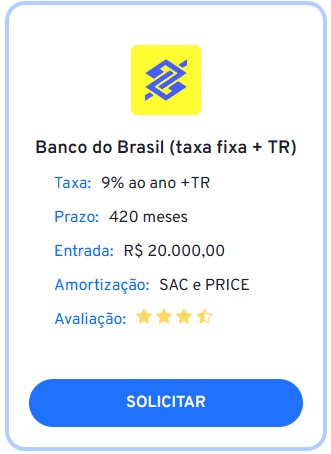 Banco do Brasil (taxa fixa + TR)
Taxa: 9% ao ano +TR
Prazo: 420 meses
Entrada: R$ 20.000,00
Amortização: SAC e PRICE
Avaliação:
SOLICITAR